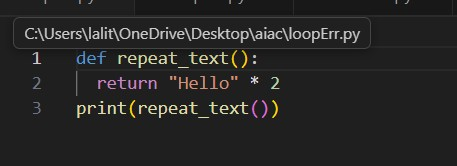 C:\Users\lalit\OneDrive\Desktop\aiac\loopErr.py
1 def repeat_text():
2   return "Hello" * 2
3 print(repeat_text())